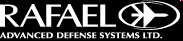 RAFAEL
ADVANCED DEFENSE SYSTEMS LTD.